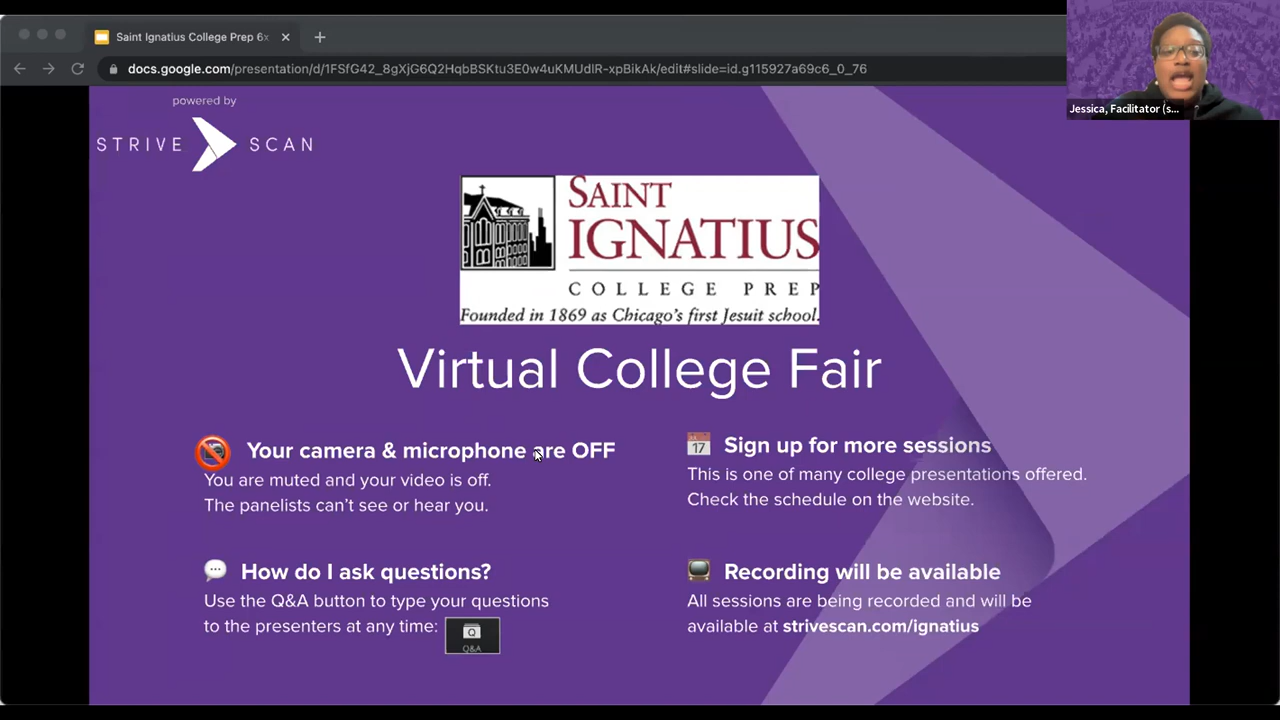 Saint Ignatius College Prep 6x
docs.google.com/presentation/d/1FSfG42_8gXjG6Q2HqbBSKtu3E0w4uKMUdlR-xpBikAk/edit#slide=id.g115927a69c6_0_76
Jessica, Facilitator (s...
powered by
STRIVE SCAN
SAINT
IGNATIUS
COLLEGE PREP
Founded in 1869 as Chicago's first Jesuit school.
Virtual College Fair
Your camera & microphone are OFF
You are muted and your video is off.
The panelists can't see or hear you.
Sign up for more sessions
This is one of many college presentations offered.
Check the schedule on the website.
How do I ask questions?
Use the Q&A button to type your questions
to the presenters at any time:
Q&A
Recording will be available
All sessions are being recorded and will be
available at strivescan.com/ignatius
17